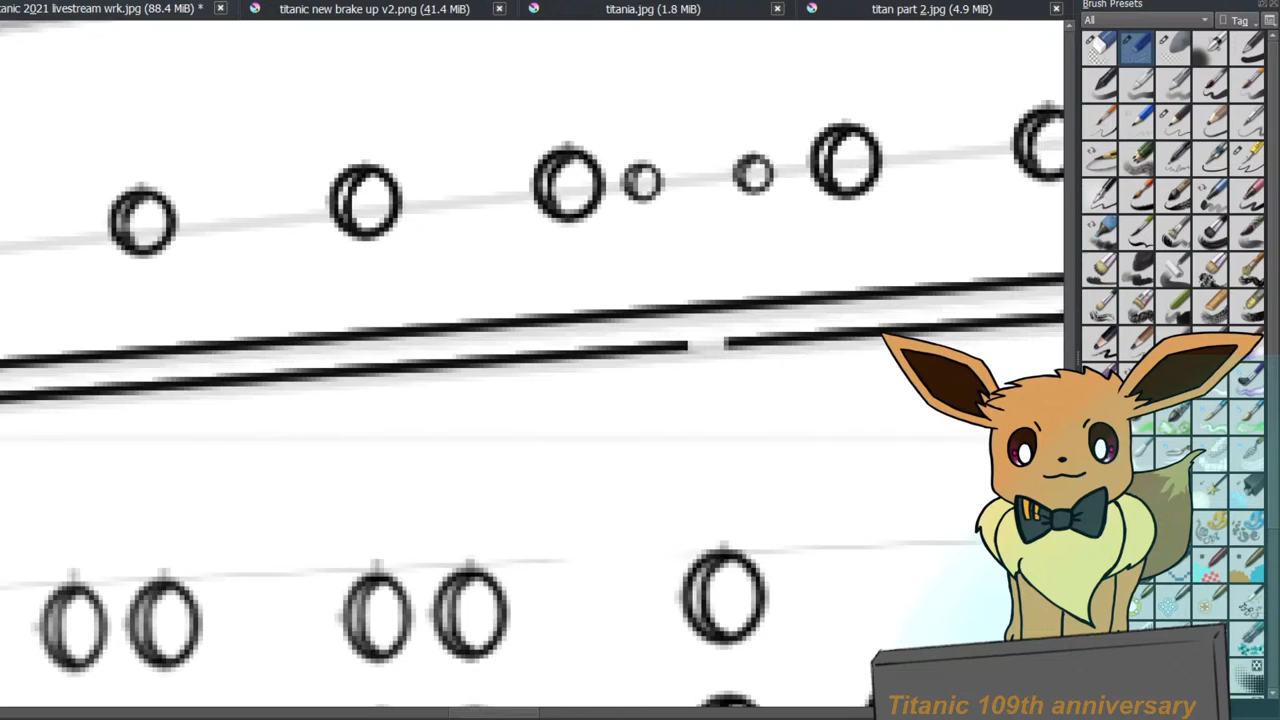 anic 2021 livestream wrk.jpg (88.4 MiB) *
titanic new brake up v2.png (41.4 MiB)
titania.jpg (1.8 MiB)
titan part 2.jpg (4.9 MiB)
Brush Presets
All
Tag
Titanic 109th anniversary